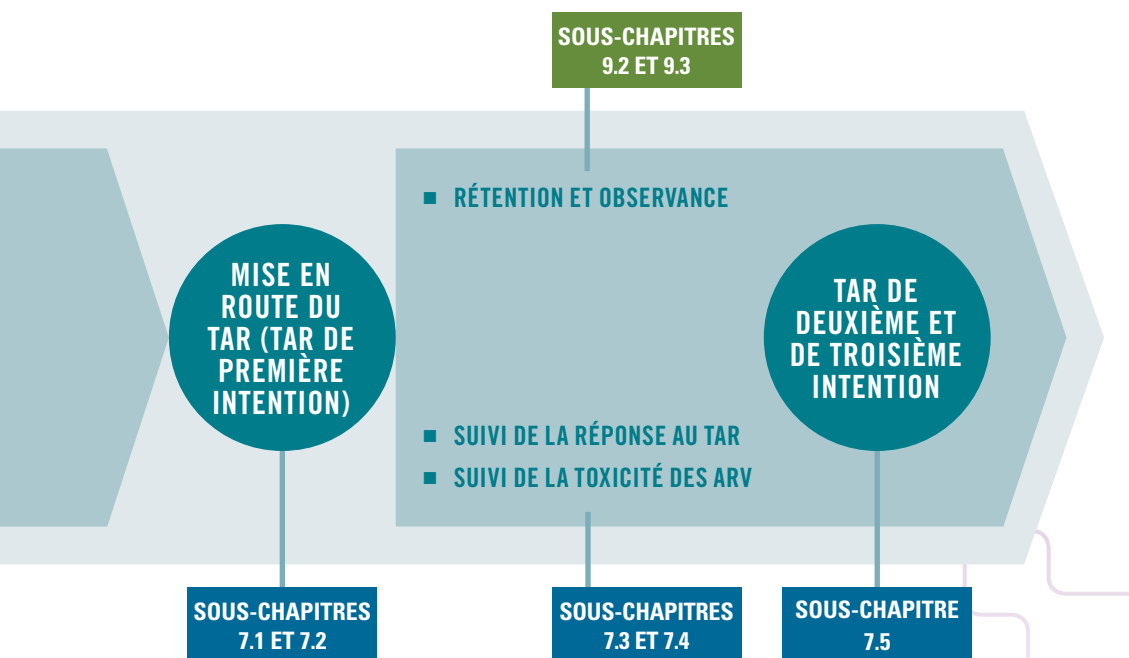 SOUS-CHAPITRES
9.2 ET 9.3
■ RÉTENTION ET OBSERVANCE
MISE EN
ROUTE DU
TAR (TAR DE
PREMIÈRE
INTENTION)
TAR DE
DEUXIÈME ET
DE TROISIÈME
INTENTION
■ SUIVI DE LA RÉPONSE AU TAR
■ SUIVI DE LA TOXICITÉ DES ARV
SOUS-CHAPITRES
7.1 ET 7.2
SOUS-CHAPITRES
7.3 ET 7.4
SOUS-CHAPITRE
7.5